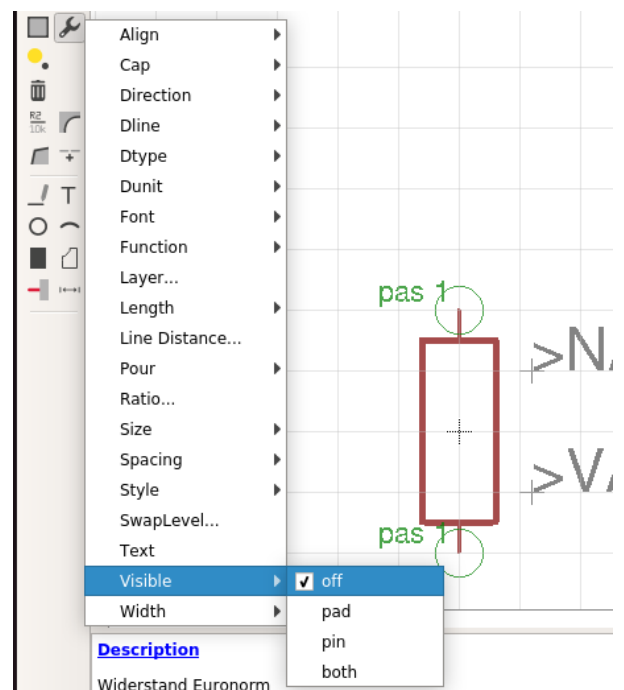 Align
Cap
Direction
Dline
Dtype
Dunit
Font
Function
Layer...
Length
Line Distance...
Pour
Ratio...
Size
Spacing
Style
SwapLevel...
Text
Visible
Width
off
pad
pin
both
R2
10k
T
pas 1
>NA
>VA
pas 1
Description
Widerstand Euronorm